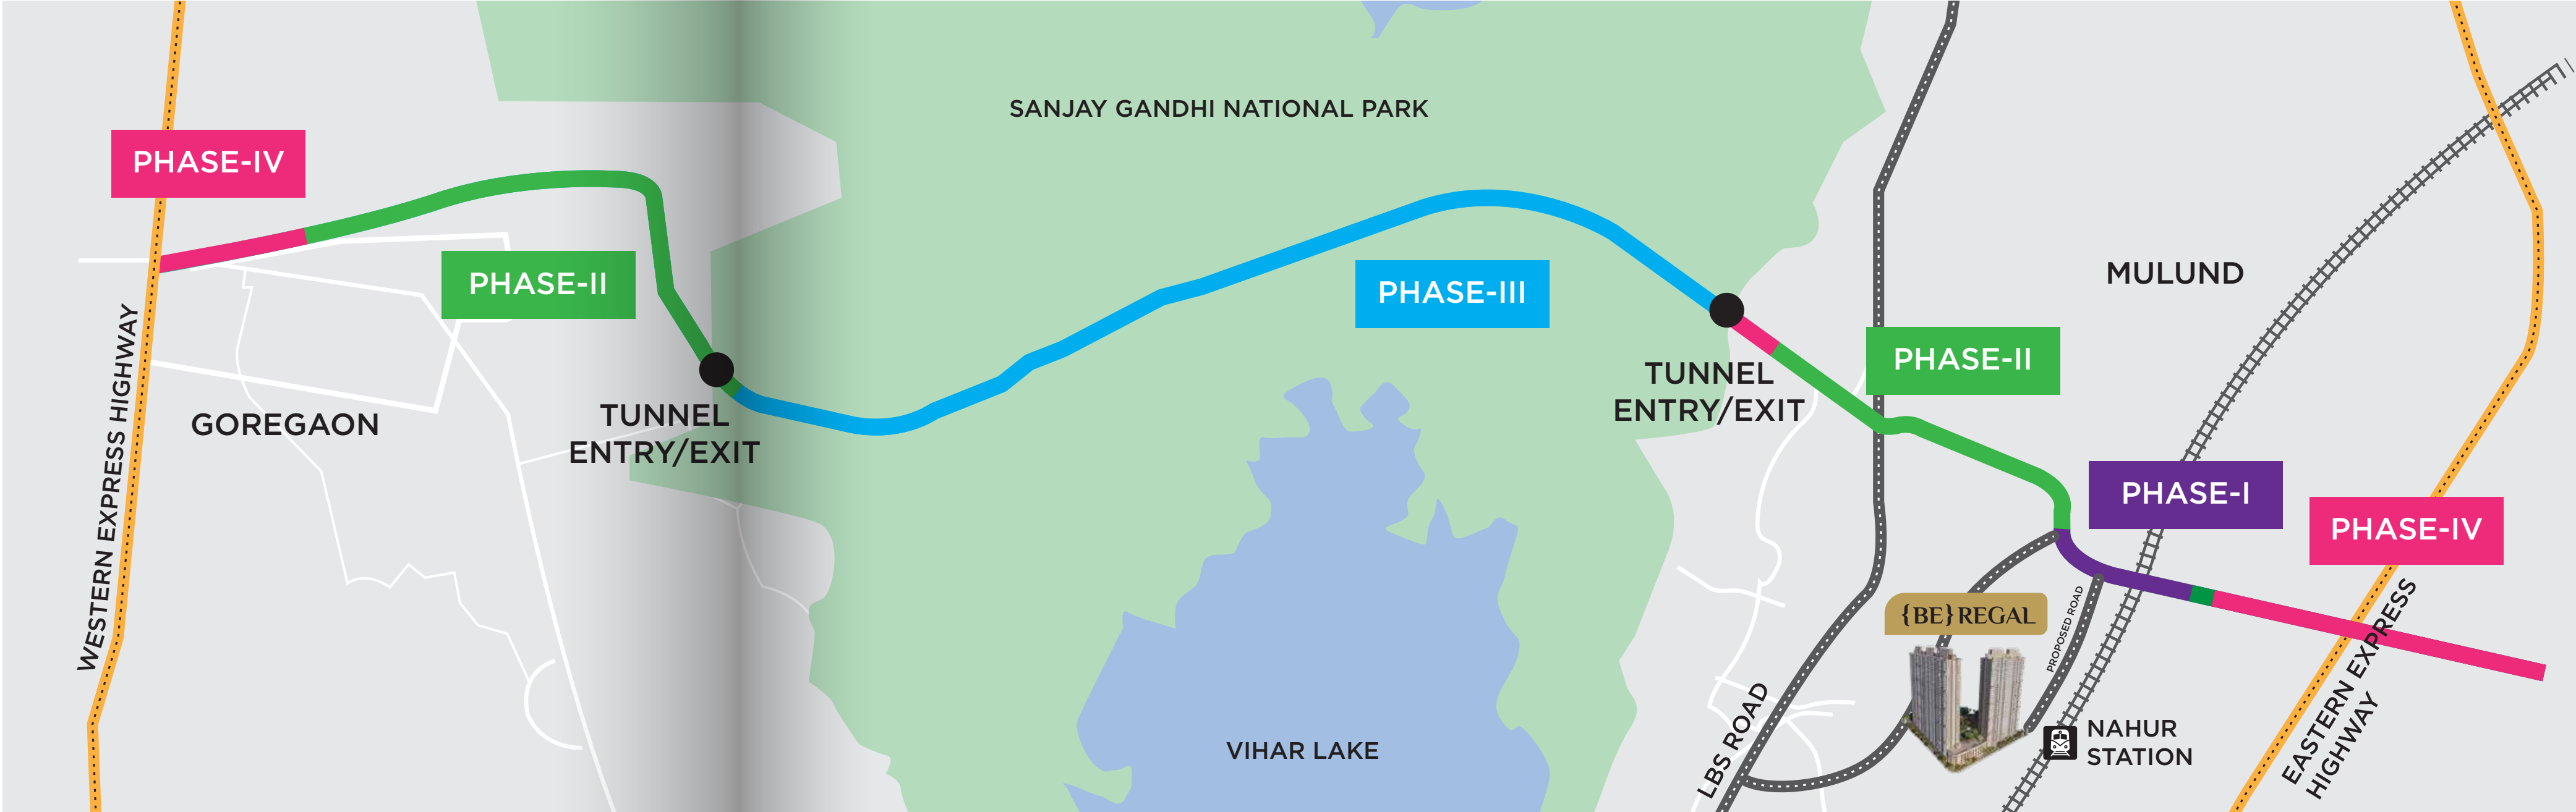 SANJAY GANDHI NATIONAL PARK
PHASE-IV
PHASE-II
PHASE-III
MULUND
WESTERN EXPRESS HIGHWAY
GOREGAON
TUNNEL
ENTRY/EXIT
TUNNEL
ENTRY/EXIT
PHASE-II
PHASE-I
PHASE-IV
{BE} REGAL
PROPOSED ROAD
LBS ROAD
VIHAR LAKE
NAHUR
STATION
EASTERN EXPRESS
HIGHWAY